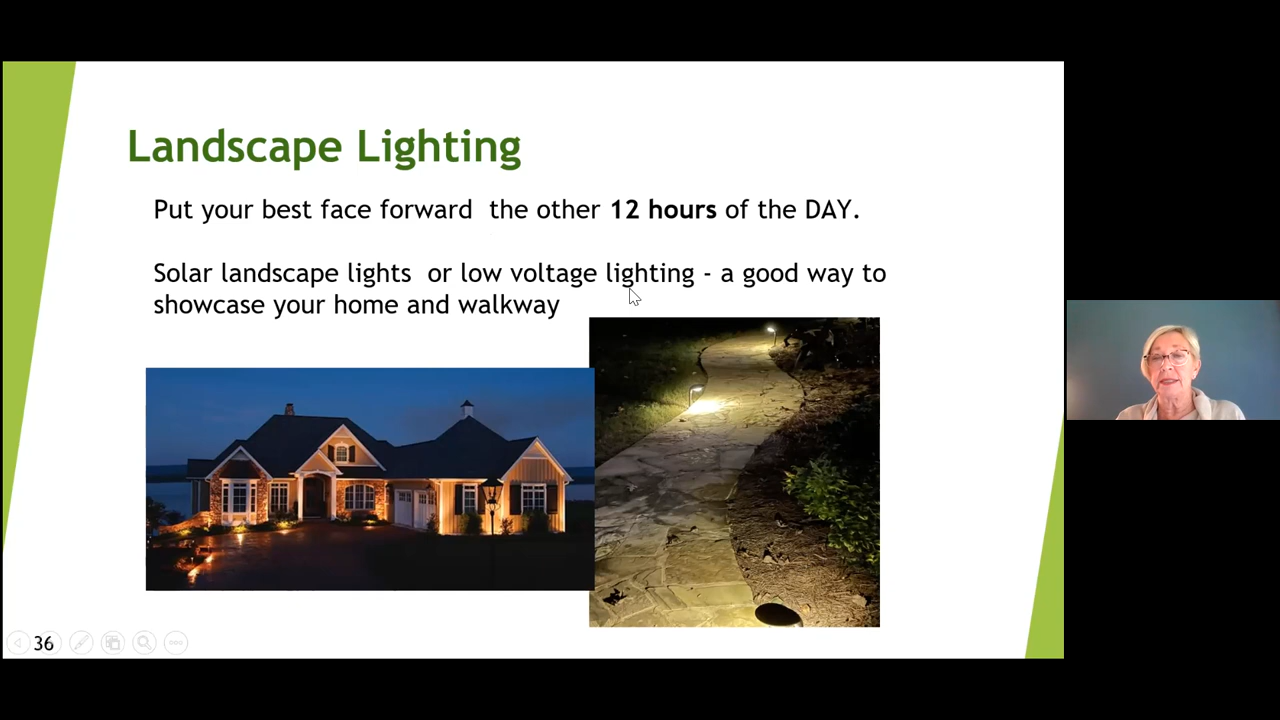 Landscape Lighting
Put your best face forward the other 12 hours of the DAY.
Solar landscape lights or low voltage lighting - a good way to
showcase your home and walkway
36